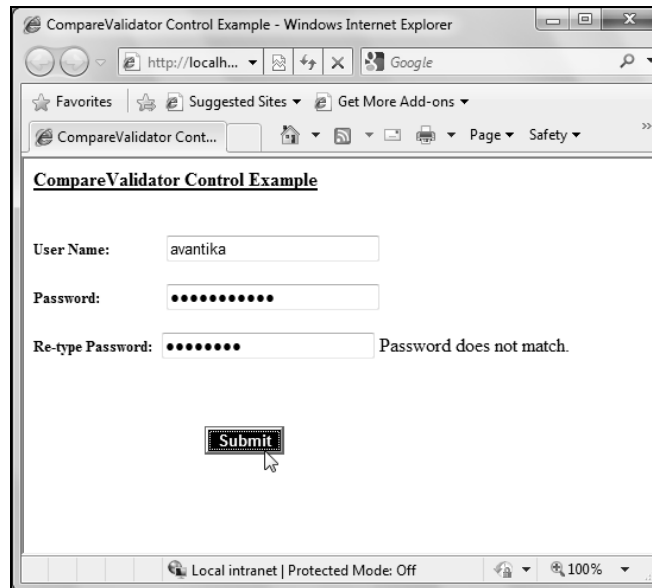 CompareValidator Control Example - Windows Internet Explorer
http://localh...
Google
Favorites Suggested Sites Get More Add-ons
CompareValidator Cont... Page Safety »
CompareValidator Control Example
User Name: avantika
Password: ●●●●●●●●●●●
Re-type Password: ●●●●●●●● Password does not match.
Submit
Local intranet | Protected Mode: Off 100%